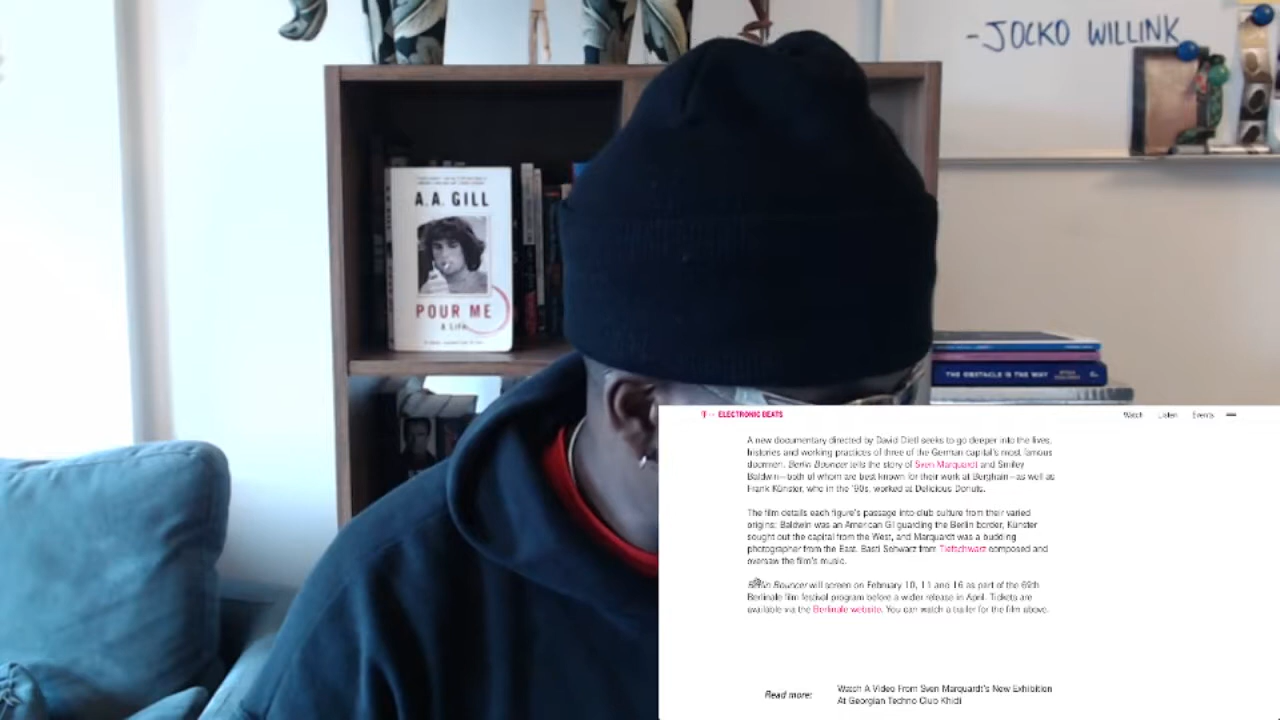 -JOCKO WILLINK
A.A. GILL
POUR ME
A LIFE
THE OBSTACLE IS THE WAY
ELECTRONIC BEATS
Watch Listen Events
A new documentary directed by David Dietl seeks to go deeper into the lives,
histories and working practices of three of the German capital's most famous
doormen. Berlin Bouncer tells the story of Sven Marquardt and Smiley
Baldwin—both of whom are best known for their work at Berghain—as well as
Frank Künster, who in the '90s, worked at Delicious Donuts.
The film details each figure's passage into club culture from their varied
origins: Baldwin was an American GI guarding the Berlin border, Künster
sought out the capital from the West, and Marquardt was a budding
photographer from the East. Basti Schwarz from Tiefschwarz composed and
oversaw the film's music.
Berlin Bouncer will screen on February 10, 11 and 16 as part of the 69th
Berlinale film festival program before a wider release in April. Tickets are
available via the Berlinale website. You can watch a trailer for the film above.
Read more:
Watch A Video From Sven Marquardt's New Exhibition
At Georgian Techno Club Khidi